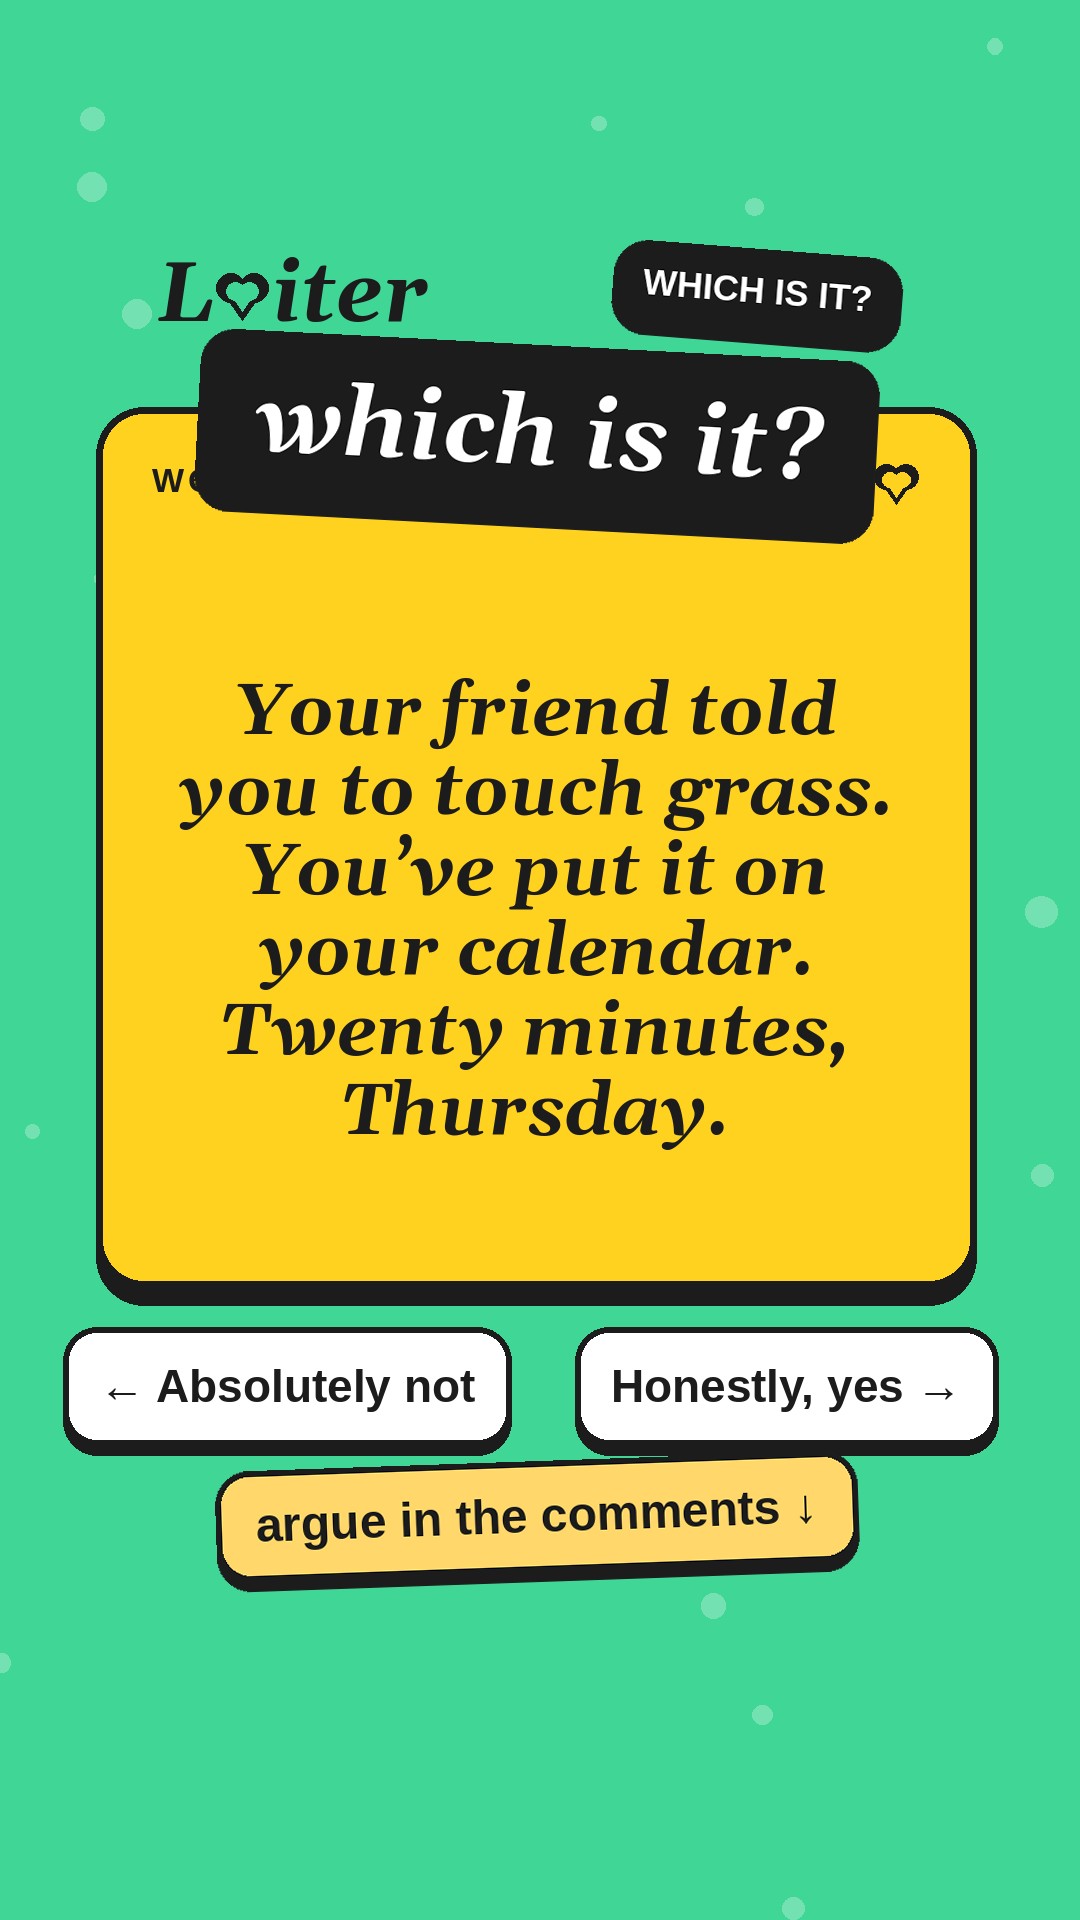 L♡iter
WHICH IS IT?
which is it?
Your friend told
you to touch grass.
You’ve put it on
your calendar.
Twenty minutes,
Thursday.
← Absolutely not
Honestly, yes →
argue in the comments ↓